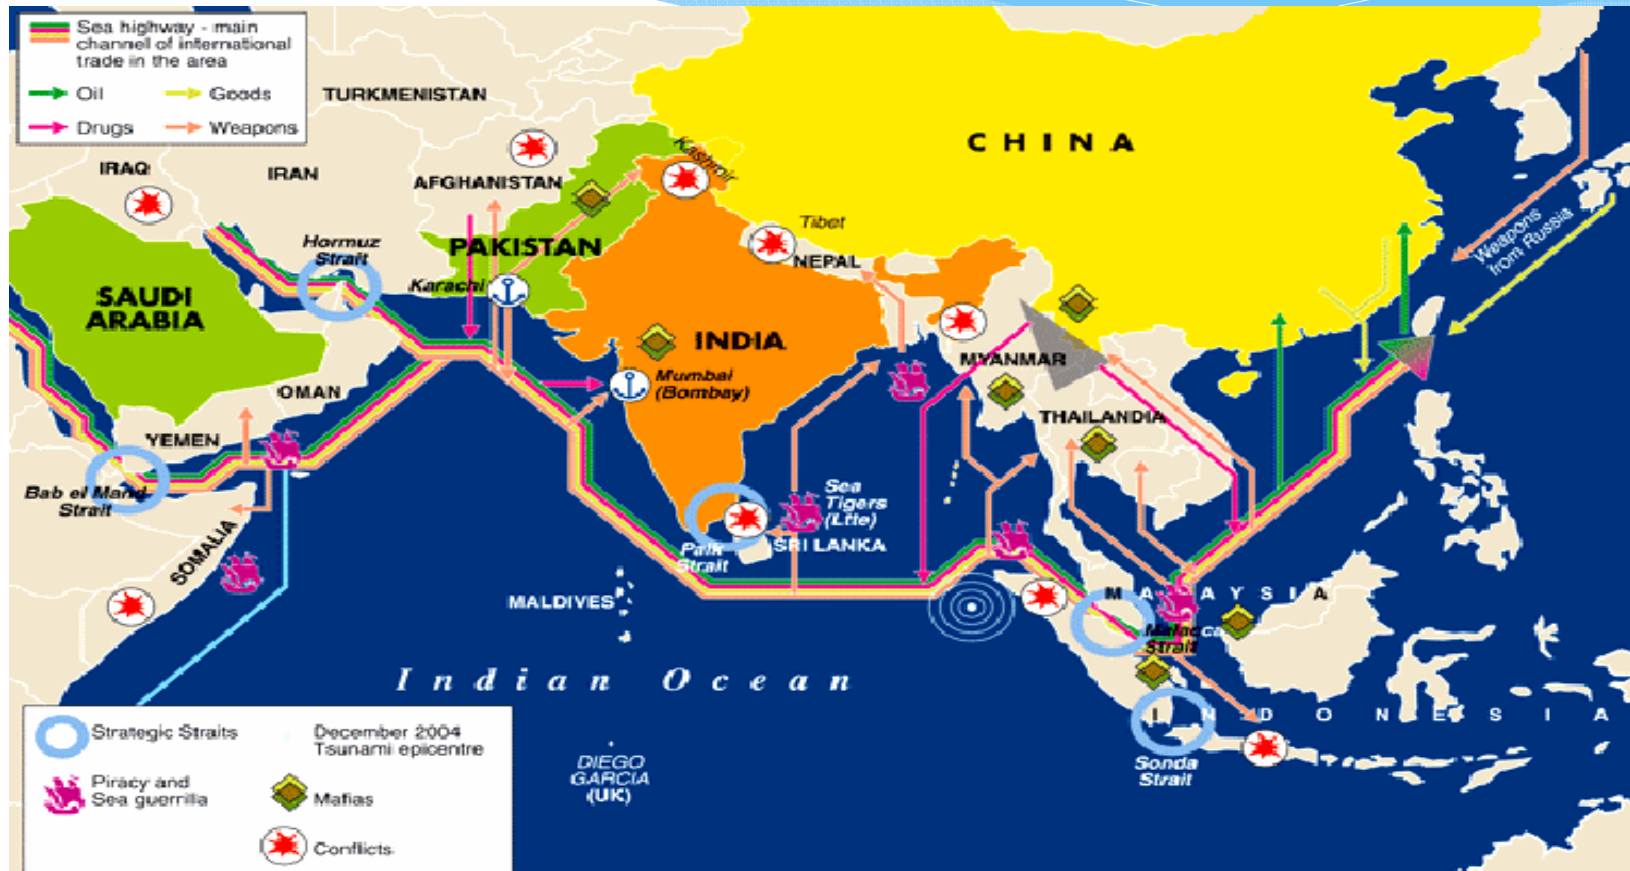 Sea highway - main
channel of international
trade in the area
Oil
Goods
Drugs
Weapons
TURKMENISTAN
CHINA
IRAQ
IRAN
AFGHANISTAN
Kashmir
Tibet
NEPAL
Hormuz
Strait
PAKISTAN
Karachi
Weapons
from Russia
SAUDI
ARABIA
INDIA
MYANMAR
Mumbai
(Bombay)
OMAN
THAILANDIA
YEMEN
Bab el Mand
Strait
Sea
Tigers
(Ltte)
SRI LANKA
Palk
Strait
SOMALIA
MALDIVES
MALAYSIA
Malacca
Strait
Indian Ocean
INDONESIA
Sonda
Strait
DIEGO
GARCIA
(UK)
Strategic Straits
December 2004
Tsunami epicentre
Piracy and
Sea guerrilla
Mafias
Conflicts